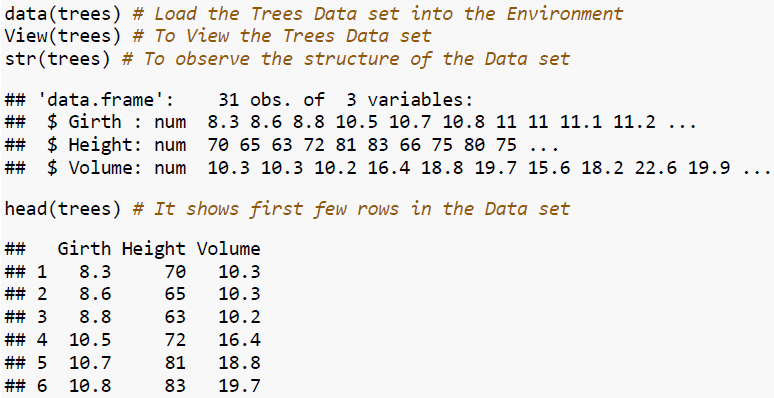 data(trees) # Load the Trees Data set into the Environment
View(trees) # To View the Trees Data set
str(trees) # To observe the structure of the Data set
## 'data.frame':    31 obs. of  3 variables:
##  $ Girth : num  8.3 8.6 8.8 10.5 10.7 10.8 11 11 11.1 11.2 ...
##  $ Height: num  70 65 63 72 81 83 66 75 80 75 ...
##  $ Volume: num  10.3 10.3 10.2 16.4 18.8 19.7 15.6 18.2 22.6 19.9 ...
head(trees) # It shows first few rows in the Data set
##   Girth Height Volume
## 1   8.3     70   10.3
## 2   8.6     65   10.3
## 3   8.8     63   10.2
## 4  10.5     72   16.4
## 5  10.7     81   18.8
## 6  10.8     83   19.7